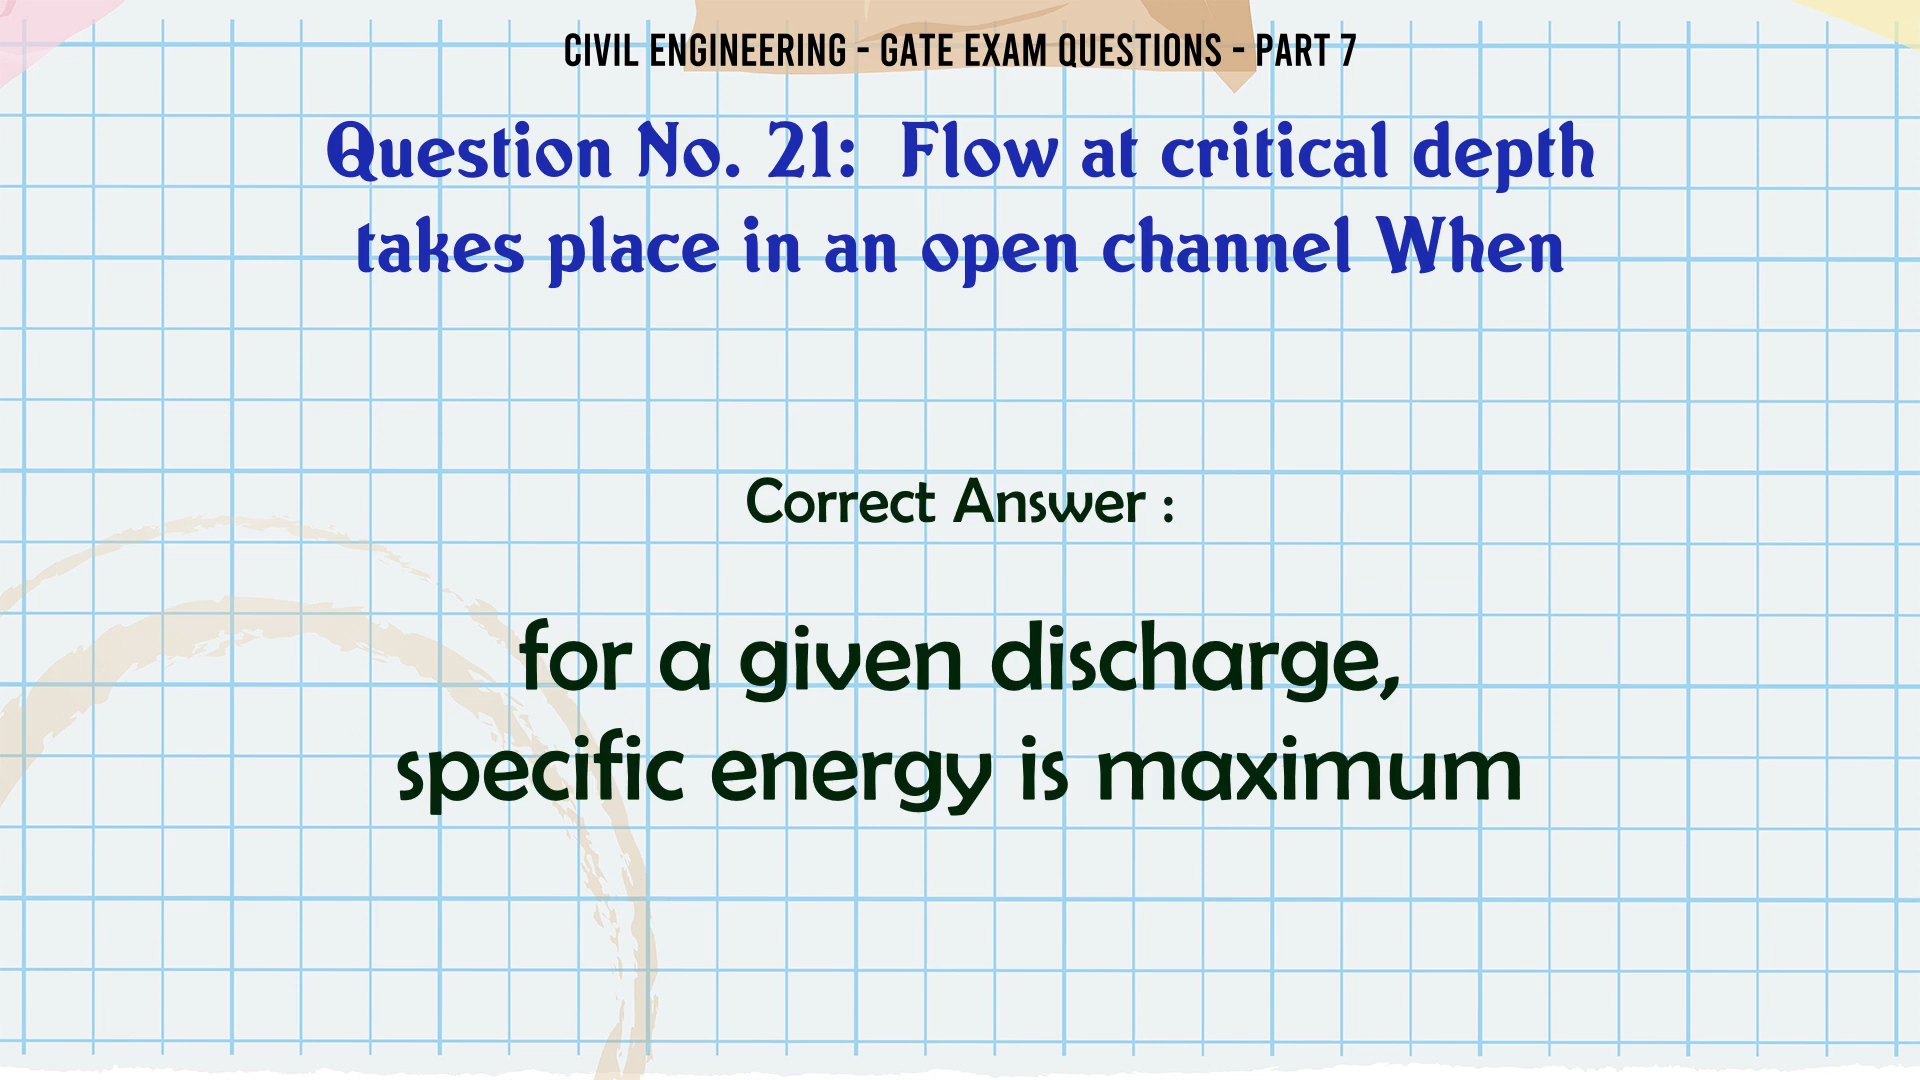 CIVIL ENGINEERING - GATE EXAM QUESTIONS - PART 7
Question No. 21: Flow at critical depth
takes place in an open channel When
Correct Answer :
for a given discharge,
specific energy is maximum